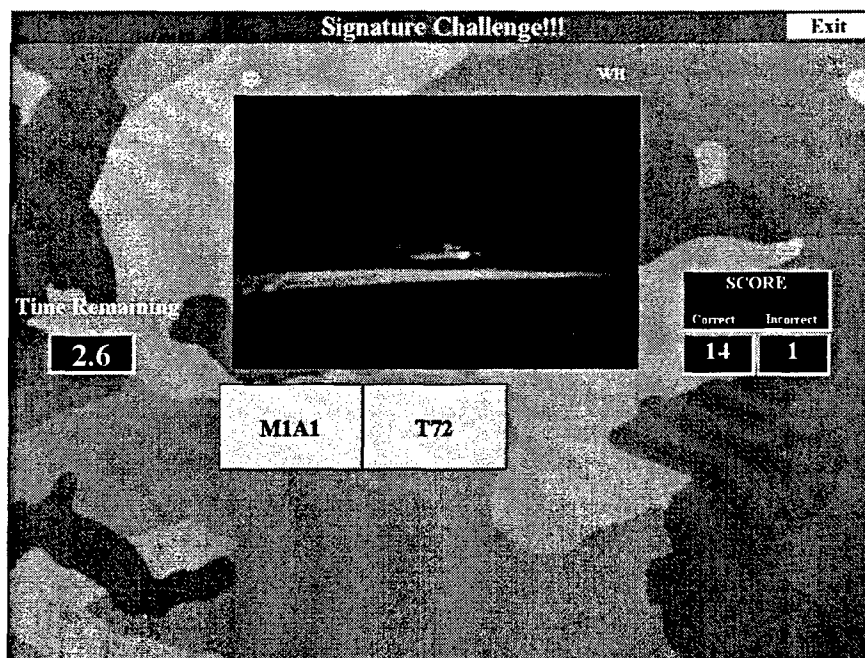 Signature Challenge!!!
Exit
WH
SCORE
Time Remaining
Correct Incorrect
2.6
14 1
M1A1 T72